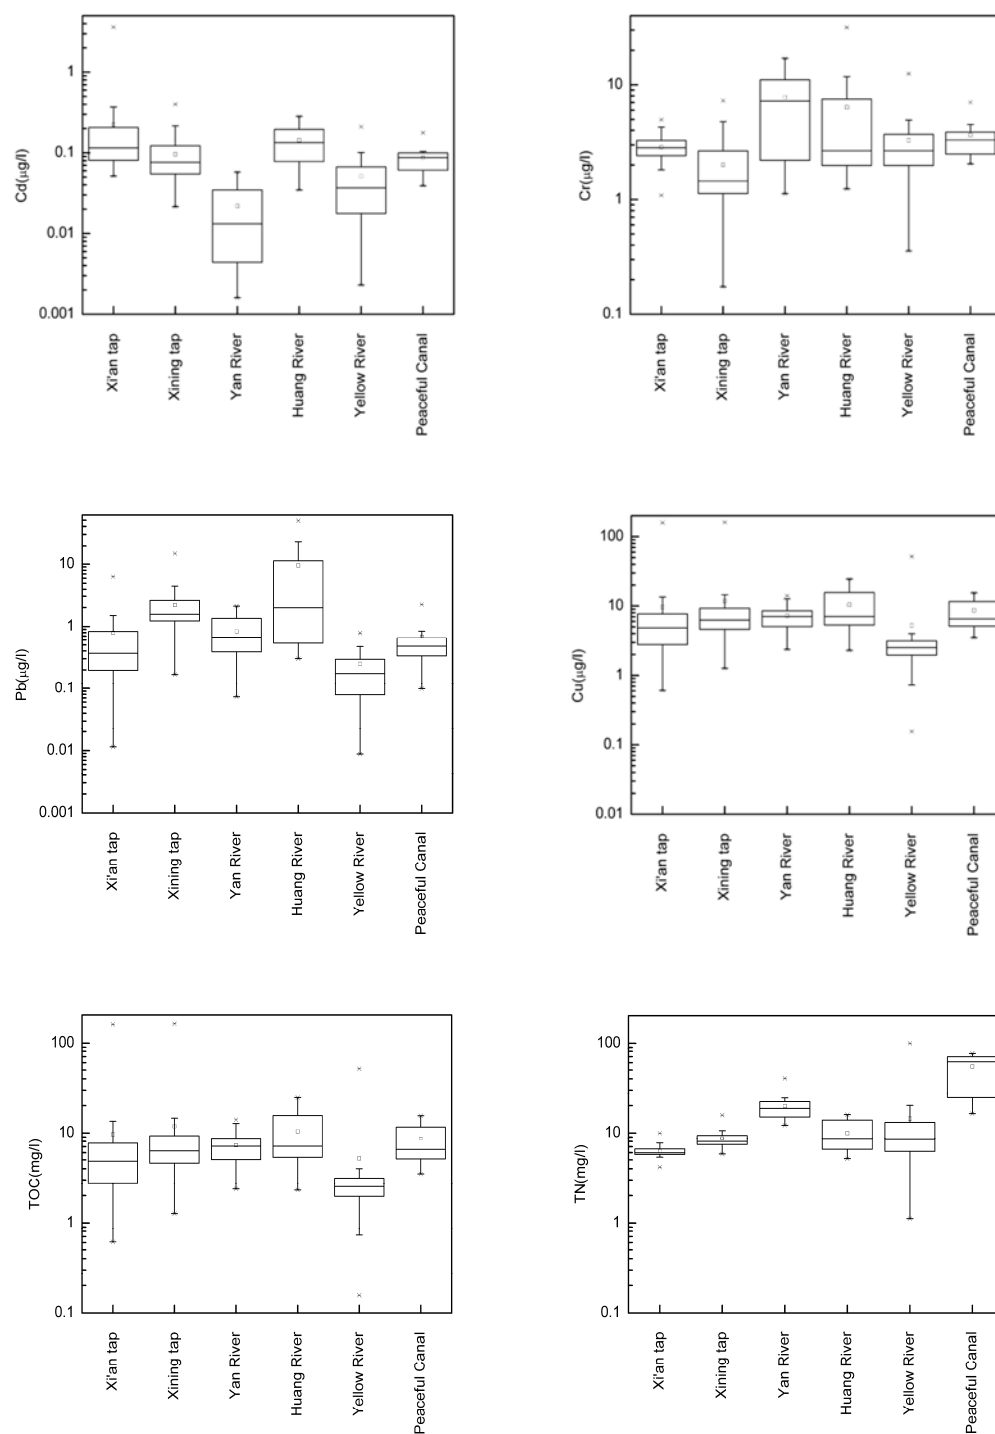 Cd(μg/l)
1
0.1
0.01
0.001
Xi'an tap
Xining tap
Yan River
Huang River
Yellow River
Peaceful Canal
Cr(μg/l)
10
1
0.1
Xi'an tap
Xining tap
Yan River
Huang River
Yellow River
Peaceful Canal
Pb(μg/l)
10
1
0.1
0.01
0.001
Xi'an tap
Xining tap
Yan River
Huang River
Yellow River
Peaceful Canal
Cu(μg/l)
100
10
1
0.1
0.01
Xi'an tap
Xining tap
Yan River
Huang River
Yellow River
Peaceful Canal
TOC(mg/l)
100
10
1
0.1
Xi'an tap
Xining tap
Yan River
Huang River
Yellow River
Peaceful Canal
TN(mg/l)
100
10
1
0.1
Xi'an tap
Xining tap
Yan River
Huang River
Yellow River
Peaceful Canal